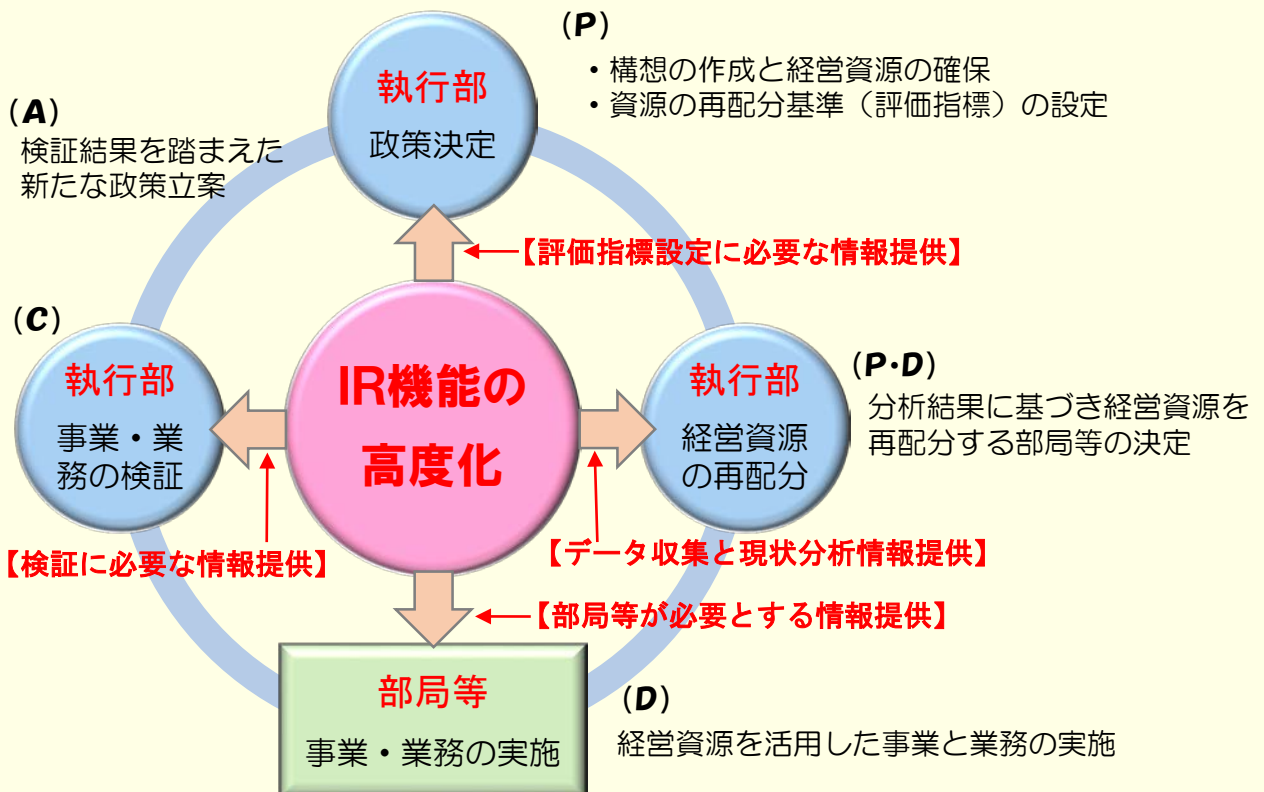 (P)
・構想の作成と経営資源の確保
・資源の再配分基準（評価指標）の設定
執行部
政策決定
(A)
検証結果を踏まえた
新たな政策立案
【評価指標設定に必要な情報提供】
(C)
執行部
事業・業
務の検証
IR機能の
高度化
執行部
経営資源
の再配分
(P・D)
分析結果に基づき経営資源を
再配分する部局等の決定
【検証に必要な情報提供】
【データ収集と現状分析情報提供】
【部局等が必要とする情報提供】
部局等
事業・業務の実施
(D)
経営資源を活用した事業と業務の実施